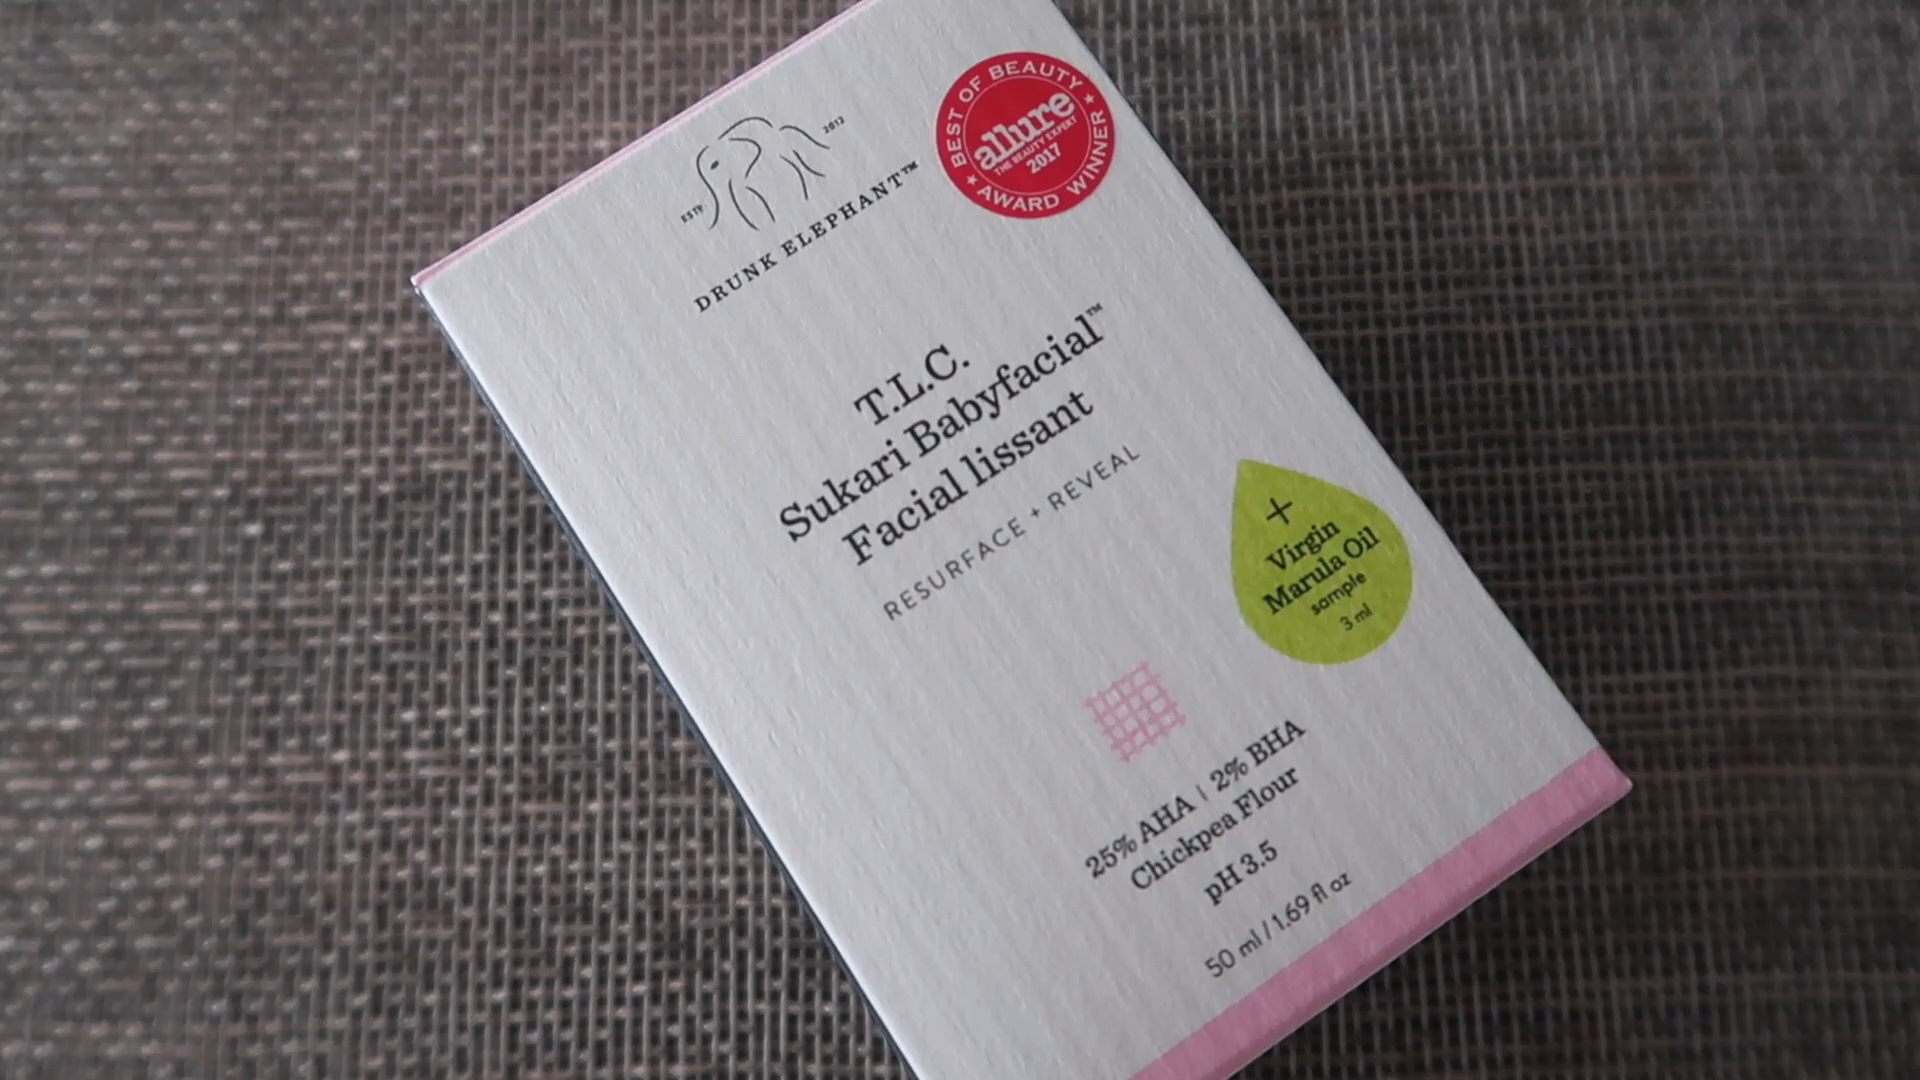 ESTD 2012
DRUNK ELEPHANT™
BEST OF BEAUTY
allure
THE BEAUTY EXPERT
2017
AWARD WINNER
T.L.C.
Sukari Babyfacial™
Facial lissant
RESURFACE + REVEAL
+
Virgin
Marula Oil
sample
3 ml
25% AHA | 2% BHA
Chickpea Flour
pH 3.5
50 ml / 1.69 fl oz